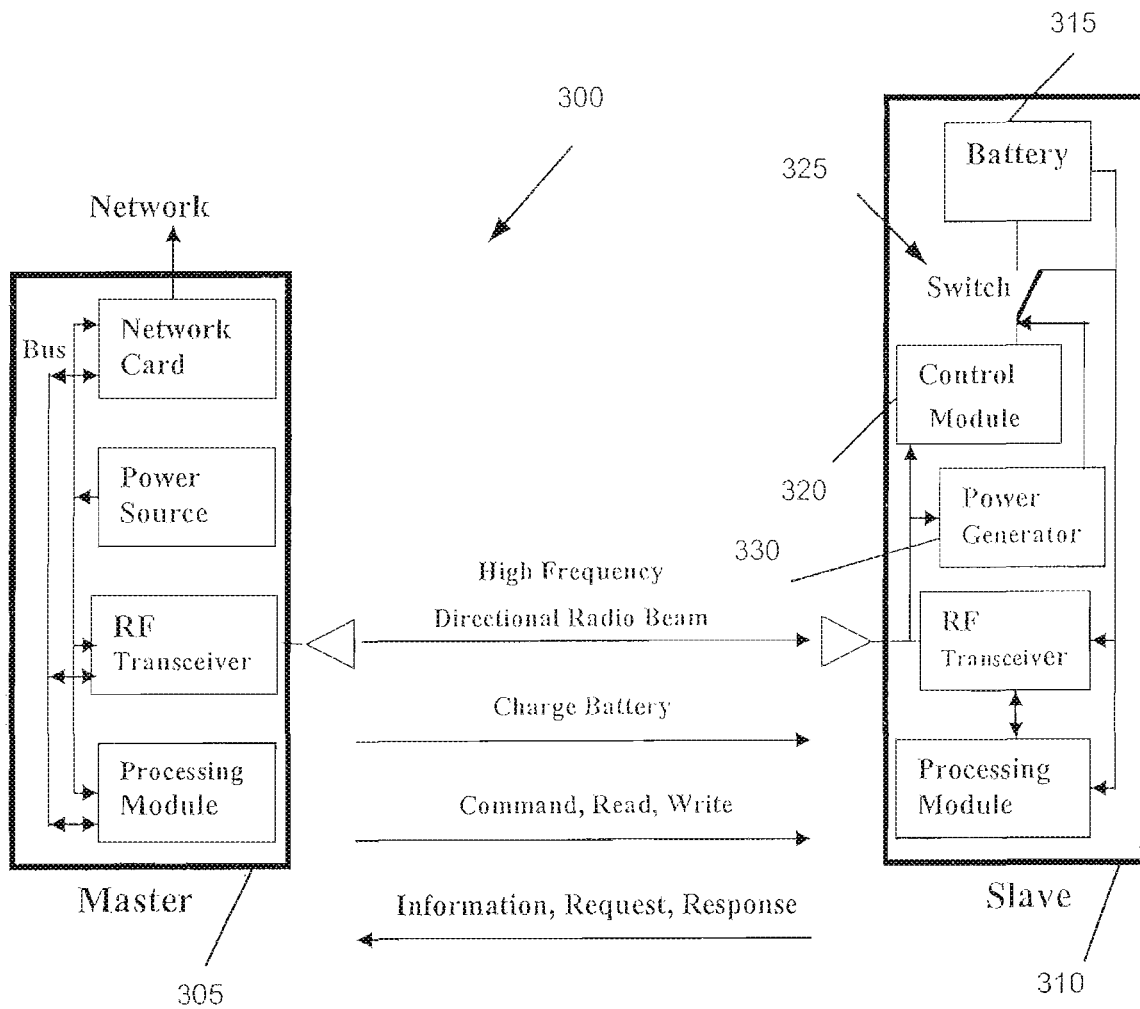 315
300
Battery
325
Network
Switch
Network
Card
Bus
Control
Module
Power
Source
320
Power
Generator
330
High Frequency
Directional Radio Beam
RF
Transceiver
RF
Transceiver
Charge Battery
Processing
Module
Processing
Module
Command, Read, Write
Master
Information, Request, Response
Slave
305
310